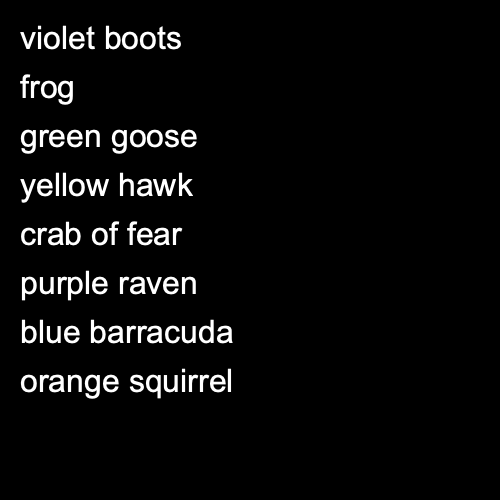 violet boots
frog
green goose
yellow hawk
crab of fear
purple raven
blue barracuda
orange squirrel